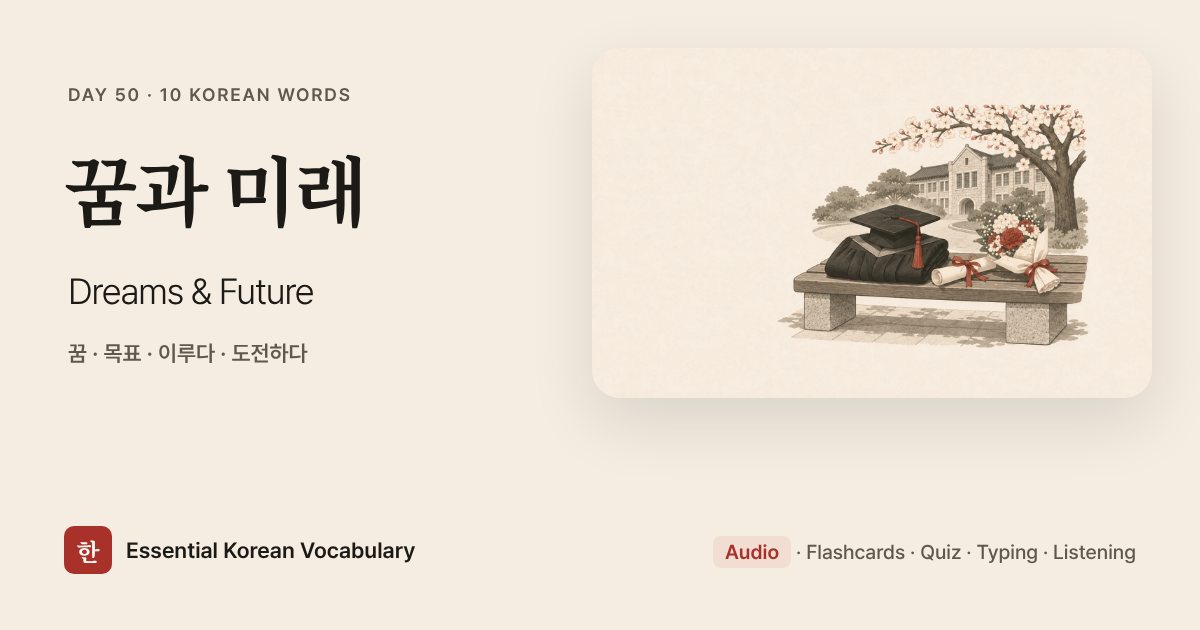 DAY 50 · 10 KOREAN WORDS
꿈과 미래
Dreams & Future
꿈 · 목표 · 이루다 · 도전하다
한 Essential Korean Vocabulary
Audio · Flashcards · Quiz · Typing · Listening